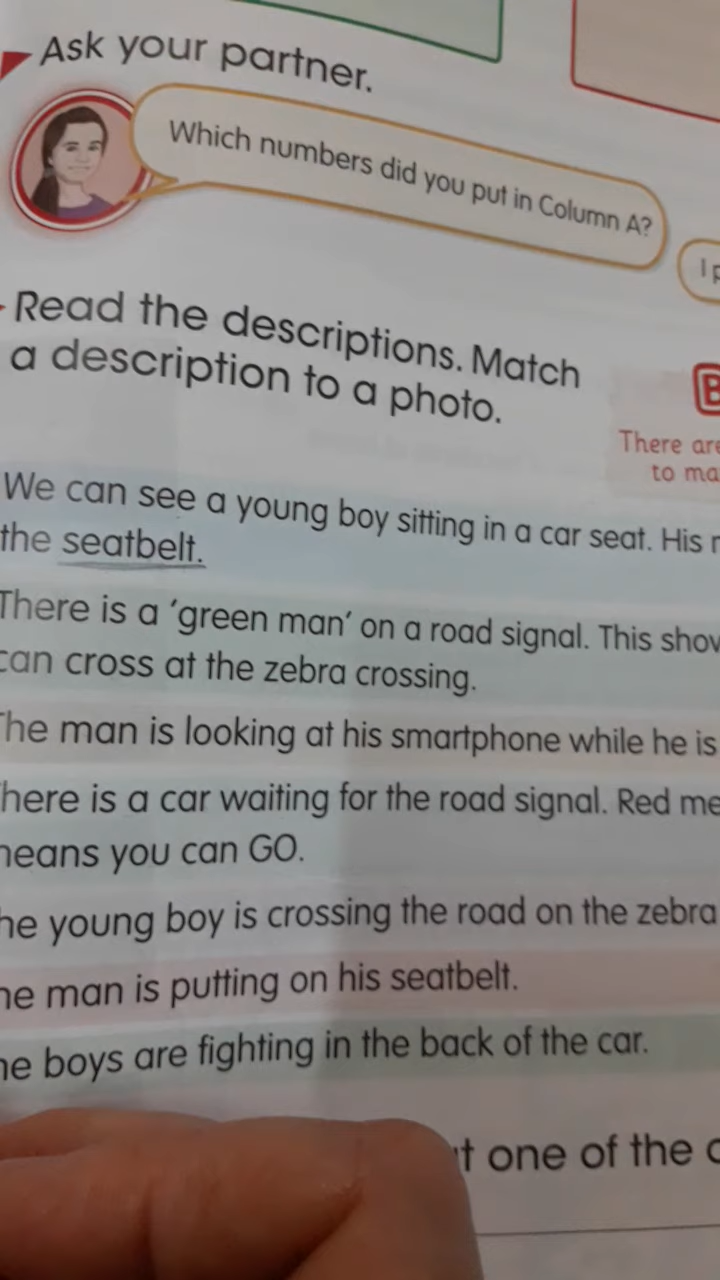 Ask your partner.
Which numbers did you put in Column A?
I p
Read the descriptions. Match
a description to a photo.
B
There are
to ma
We can see a young boy sitting in a car seat. His
the seatbelt.
There is a 'green man' on a road signal. This show
can cross at the zebra crossing.
The man is looking at his smartphone while he is
here is a car waiting for the road signal. Red me
means you can GO.
he young boy is crossing the road on the zebra
he man is putting on his seatbelt.
he boys are fighting in the back of the car.
t one of the